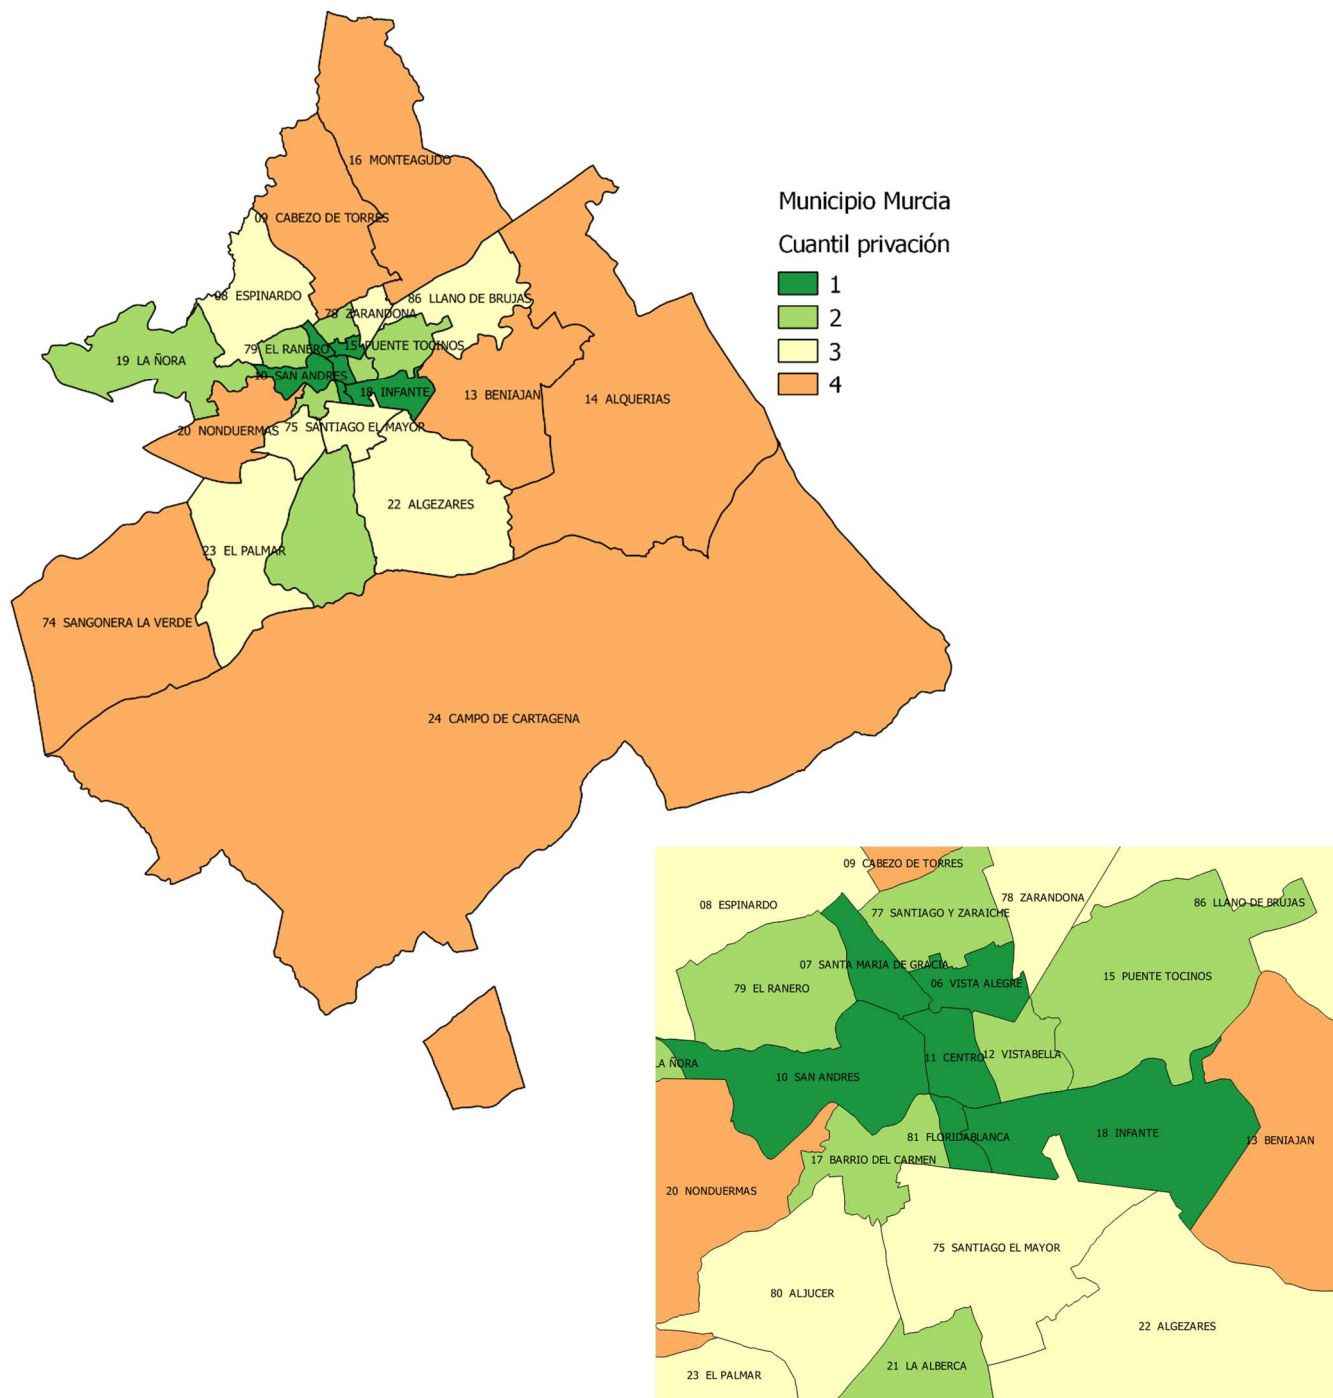 16 MONTEAGUDO
Municipio Murcia
09 CABEZO DE TORRES
Cuantil privación
1
2
3
4
08 ESPINARDO
86 LLANO DE BRUJAS
78 ZARANDONA
15 PUENTE TOCINOS
79 EL RANERO
19 LA ÑORA
10 SAN ANDRES
18 INFANTE
13 BENIAJAN
14 ALQUERIAS
75 SANTIAGO EL MAYOR
20 NONDUERMAS
22 ALGEZARES
23 EL PALMAR
74 SANGONERA LA VERDE
24 CAMPO DE CARTAGENA
09 CABEZO DE TORRES
08 ESPINARDO
78 ZARANDONA
86 LLANO DE BRUJAS
77 SANTIAGO Y ZARAICHE
07 SANTA MARIA DE GRACIA
15 PUENTE TOCINOS
06 VISTA ALEGRE
79 EL RANERO
12 VISTABELLA
11 CENTRO
LA ÑORA
10 SAN ANDRES
81 FLORIDABLANCA
18 INFANTE
13 BENIAJAN
17 BARRIO DEL CARMEN
20 NONDUERMAS
75 SANTIAGO EL MAYOR
80 ALJUCER
22 ALGEZARES
21 LA ALBERCA
23 EL PALMAR